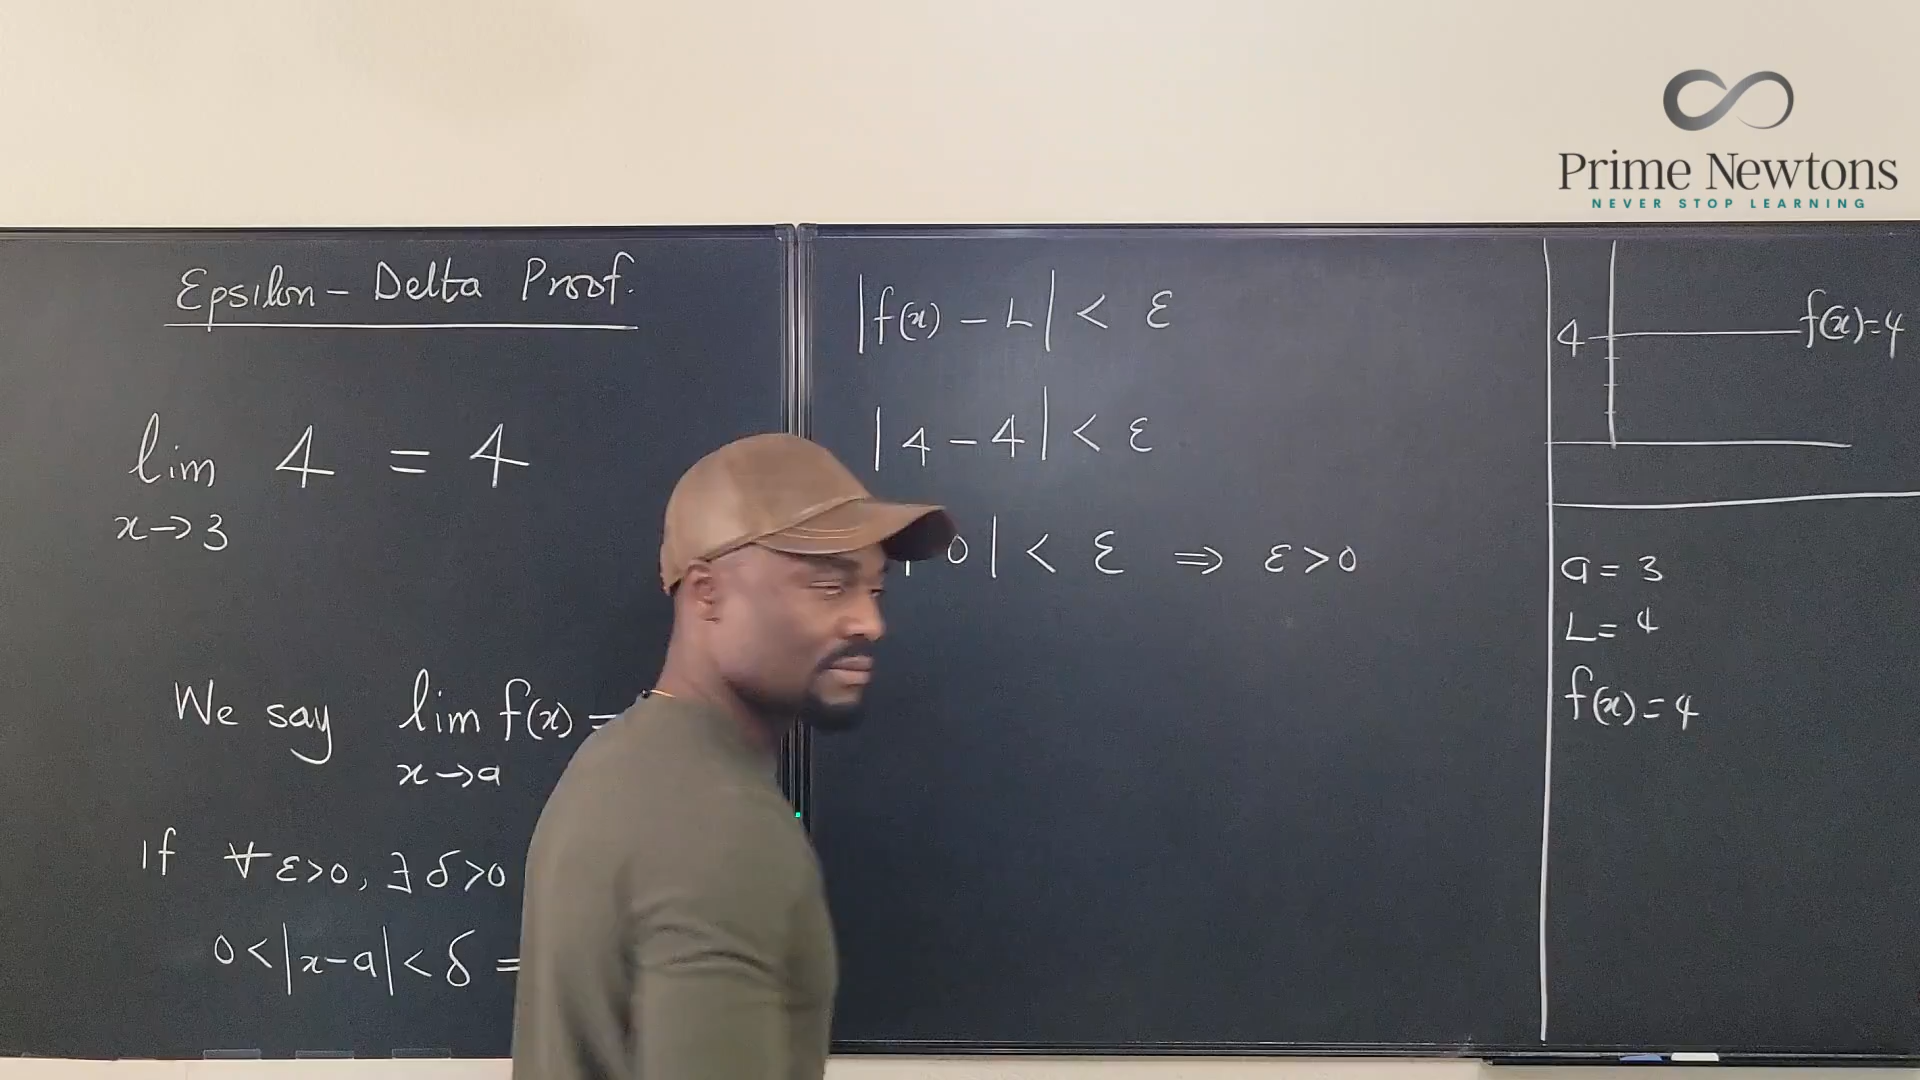 Prime Newtons
NEVER STOP LEARNING
Epsilon - Delta Proof.
lim 4 = 4
x→3
We say lim f(x) =
x→a
If ∀ ε>0, ∃ δ>0
0<|x-a|<δ =
|f(x) - L| < ε
|4 - 4| < ε
0| < ε ⇒ ε>0
4
f(x)=4
a = 3
L = 4
f(x) = 4